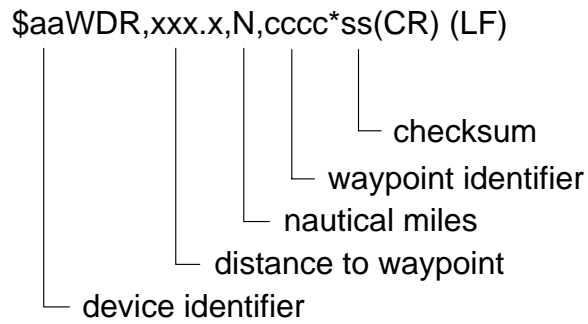 $aaWDR,xxx.x,N,cccc*ss(CR) (LF)
checksum
waypoint identifier
nautical miles
distance to waypoint
device identifier